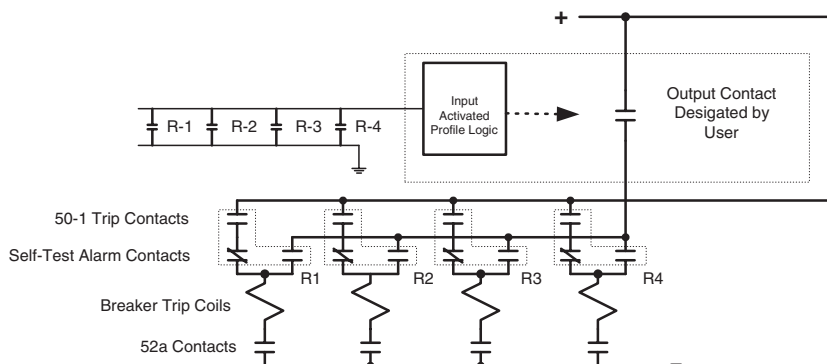 +
Input
Activated
Profile Logic
Output Contact
Desigated by
User
R-1
R-2
R-3
R-4
50-1 Trip Contacts
Self-Test Alarm Contacts
R1
R2
R3
R4
Breaker Trip Coils
52a Contacts